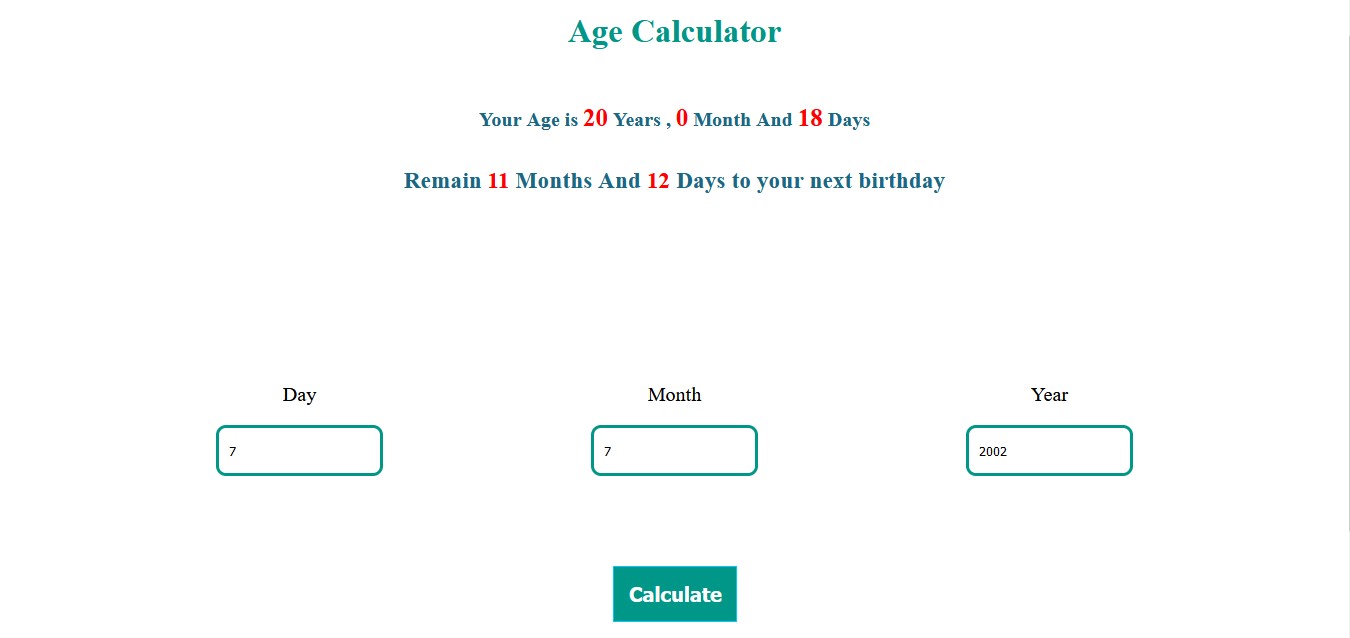 Age Calculator
Your Age is 20 Years , 0 Month And 18 Days
Remain 11 Months And 12 Days to your next birthday
Day Month Year
7 7 2002
Calculate